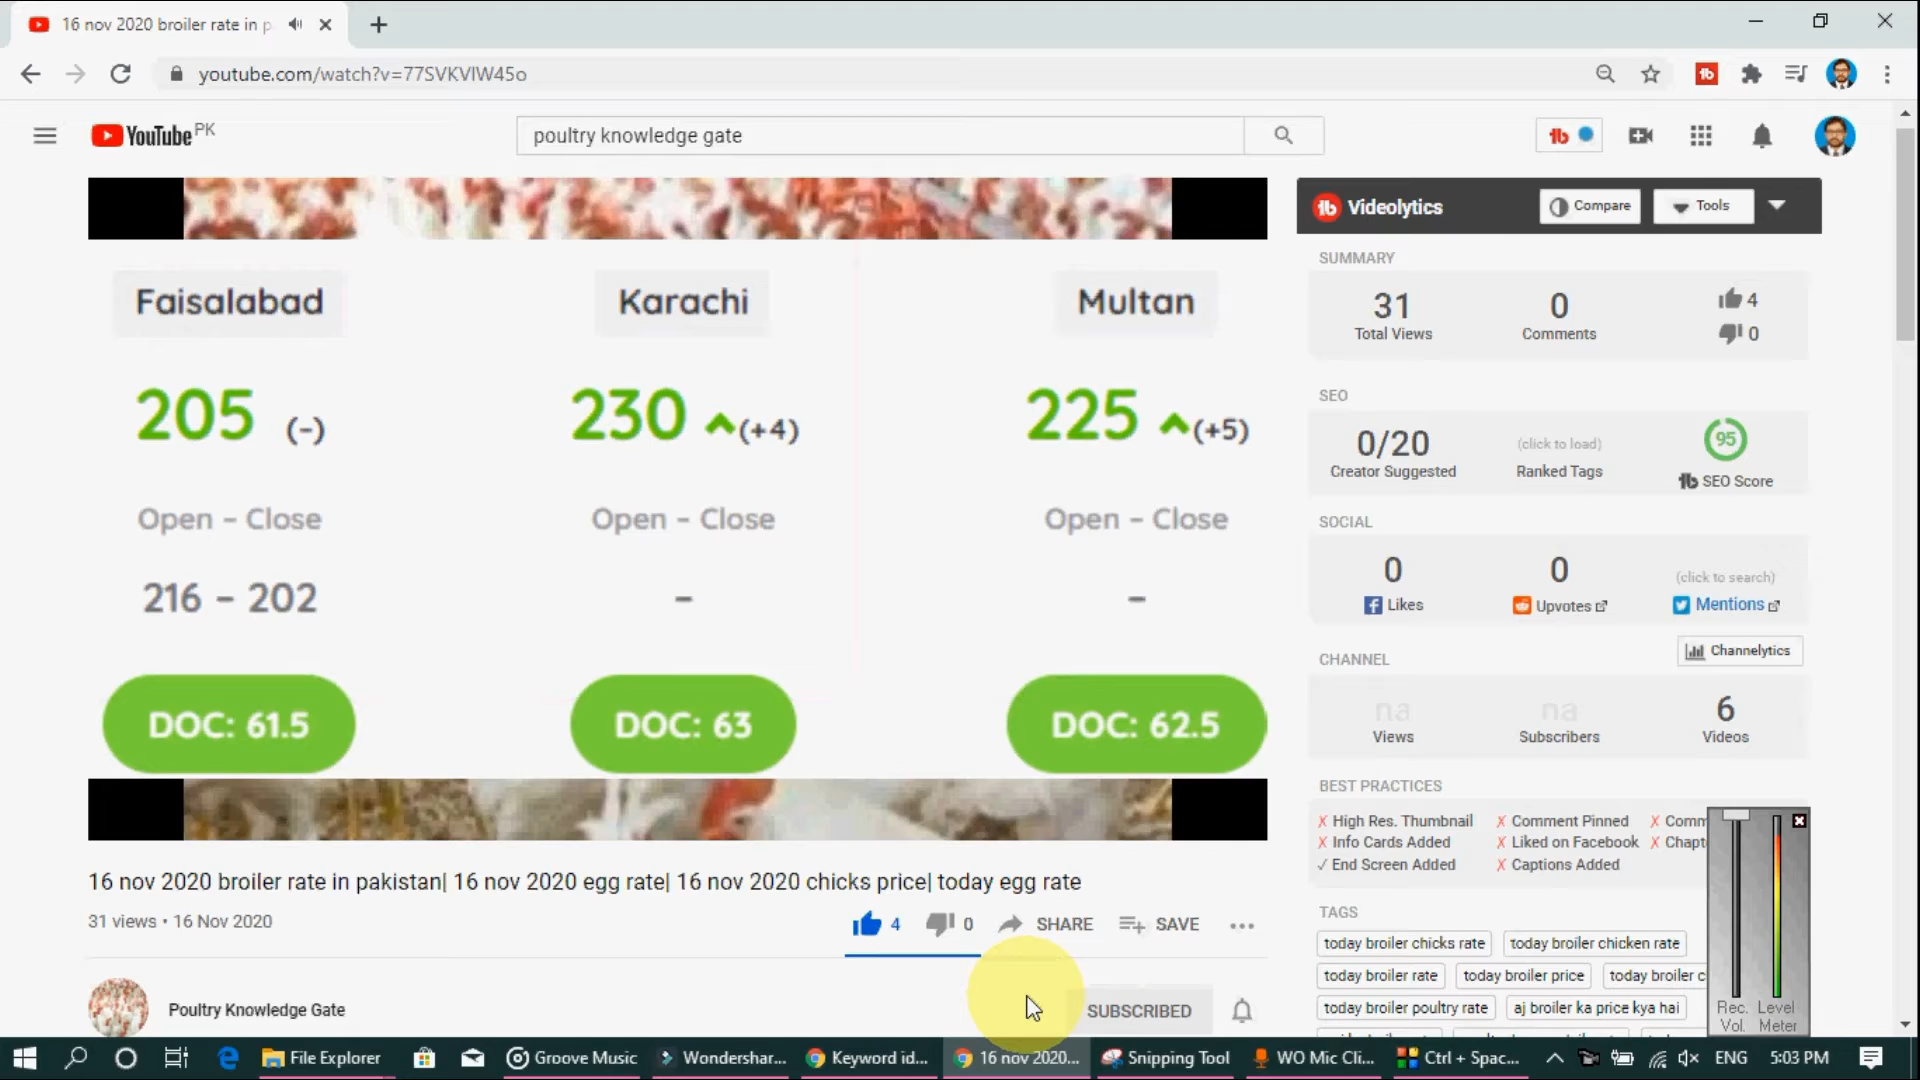 16 nov 2020 broiler rate in p
youtube.com/watch?v=77SVKVlW45o
YouTube PK
poultry knowledge gate
Faisalabad
Karachi
Multan
205 (-)
230 (+4)
225 (+5)
Open - Close
Open - Close
Open - Close
216 - 202
-
-
DOC: 61.5
DOC: 63
DOC: 62.5
16 nov 2020 broiler rate in pakistan| 16 nov 2020 egg rate| 16 nov 2020 chicks price| today egg rate
31 views • 16 Nov 2020
4
0
SHARE
SAVE
Poultry Knowledge Gate
SUBSCRIBED
Videolytics
Compare
Tools
SUMMARY
31
Total Views
0
Comments
4
0
SEO
0/20
Creator Suggested
(click to load)
Ranked Tags
95
SEO Score
SOCIAL
0
Likes
0
Upvotes
(click to search)
Mentions
CHANNEL
Channelytics
na
Views
na
Subscribers
6
Videos
BEST PRACTICES
X High Res. Thumbnail
X Comment Pinned
X Comm
X Info Cards Added
X Liked on Facebook
X Chapt
✓ End Screen Added
X Captions Added
TAGS
today broiler chicks rate
today broiler chicken rate
today broiler rate
today broiler price
today broiler c
today broiler poultry rate
aj broiler ka price kya hai
Rec. Vol.
Level Meter
File Explorer
Groove Music
Wondershar...
Keyword id...
16 nov 2020...
Snipping Tool
WO Mic Cli...
Ctrl + Spac...
ENG
5:03 PM